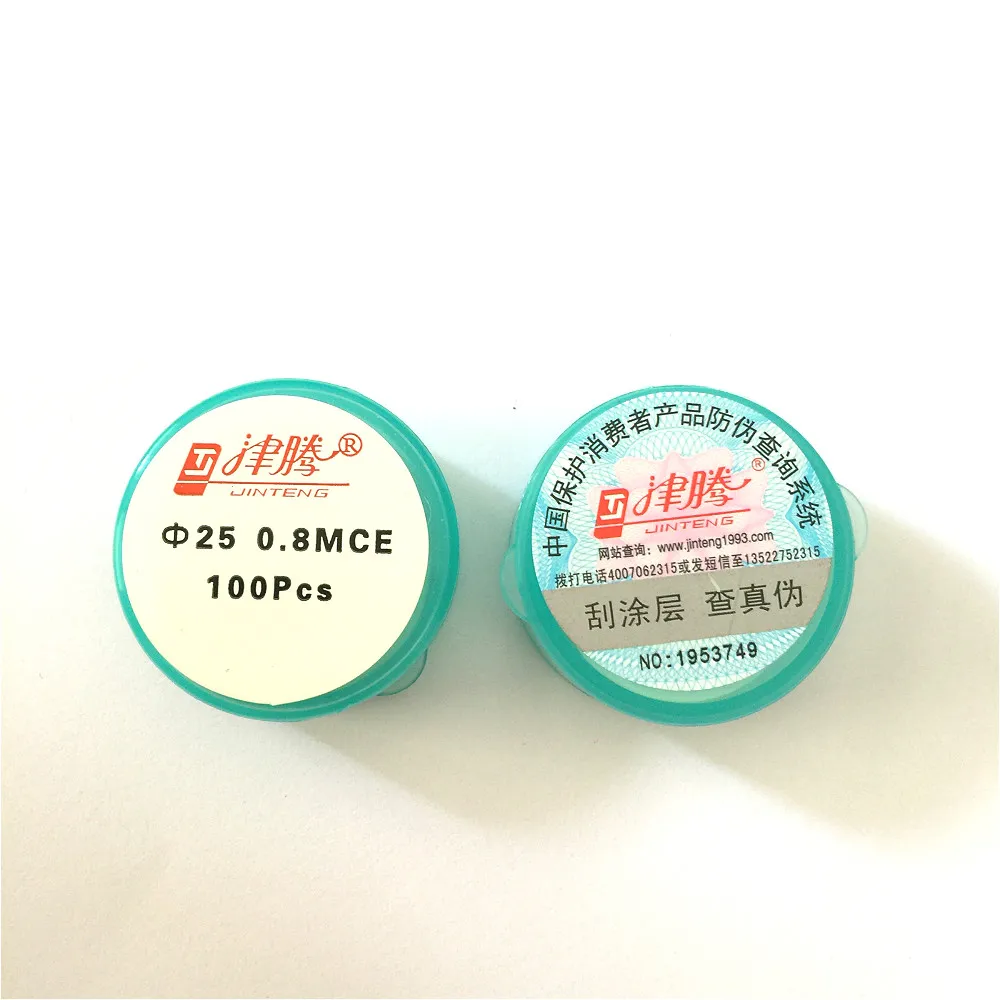 津腾®
JINTENG
Φ25 0.8MCE
100Pcs
中国保护消费者产品防伪查询系统
津腾®
JINTENG
网站查询：www.jinteng1993.com
拨打电话4007062315或发短信至13522752315
刮涂层 查真伪
NO:1953749